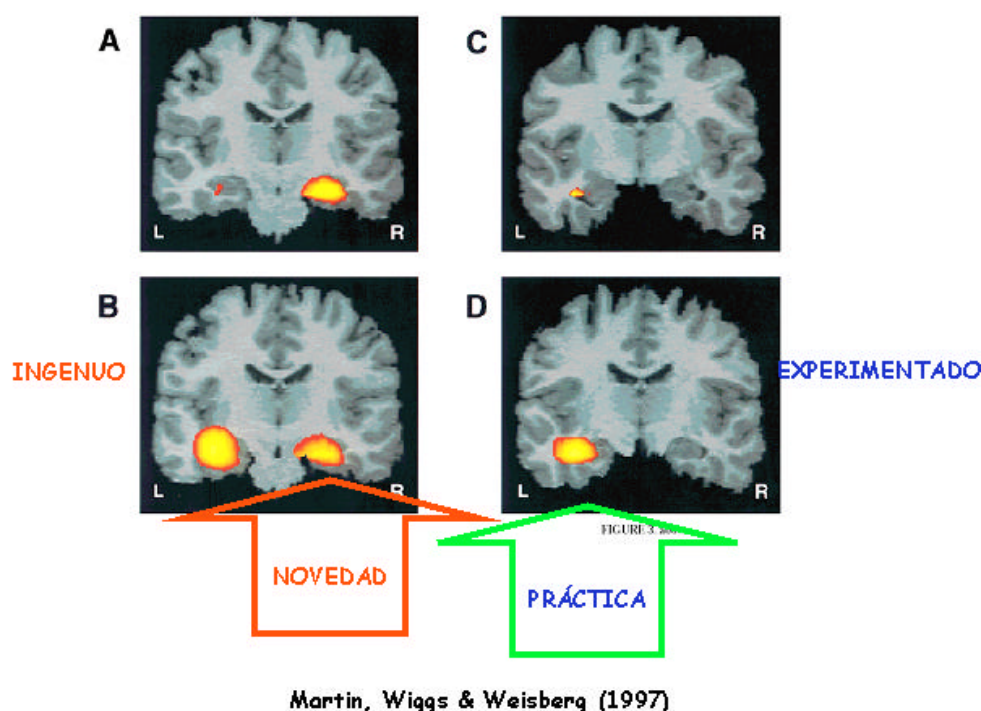 A
C
L
R
L
R
B
D
INGENUO
EXPERIMENTADO
L
R
L
R
FIGURE 3.
NOVEDAD
PRÁCTICA
Martin, Wiggs & Weisberg (1997)